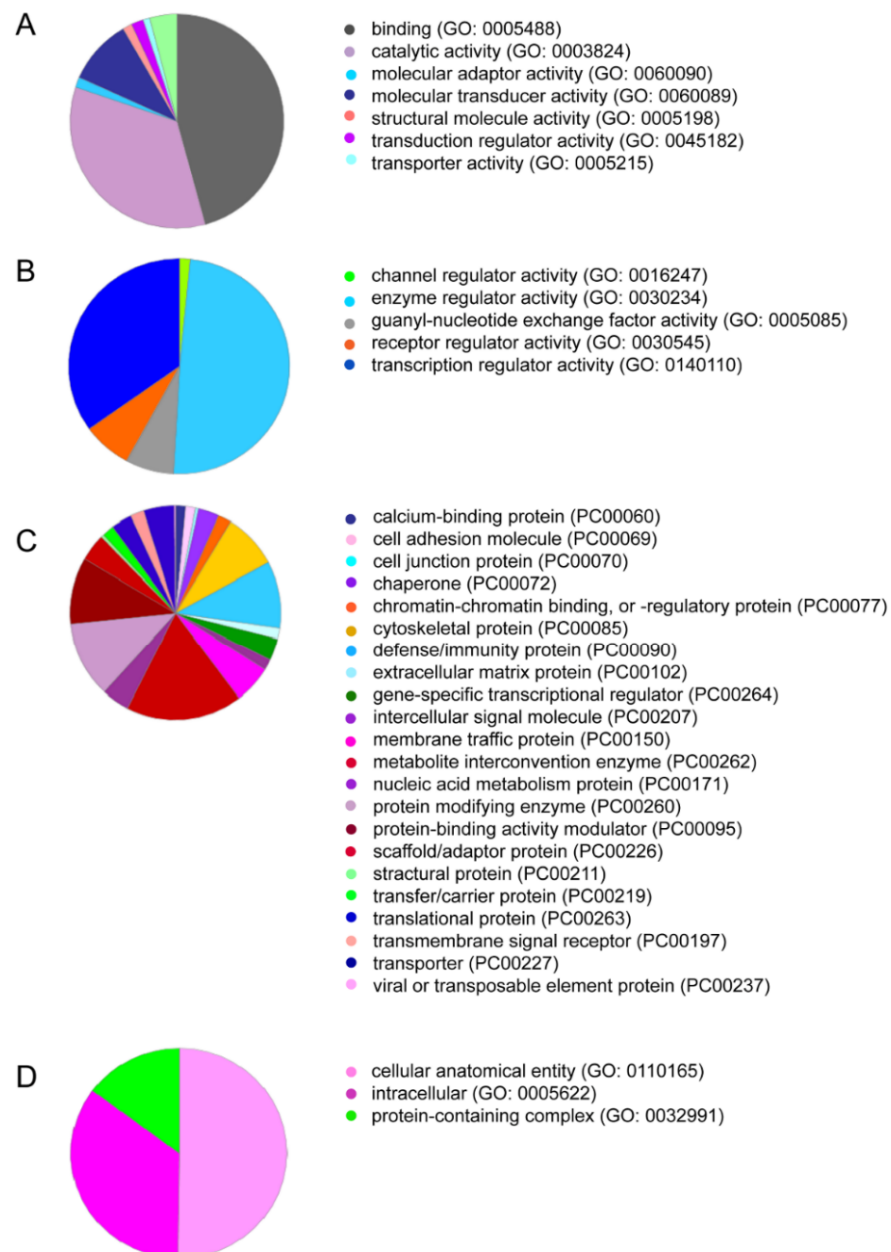 A
binding (GO: 0005488)
catalytic activity (GO: 0003824)
molecular adaptor activity (GO: 0060090)
molecular transducer activity (GO: 0060089)
structural molecule activity (GO: 0005198)
transduction regulator activity (GO: 0045182)
transporter activity (GO: 0005215)
B
channel regulator activity (GO: 0016247)
enzyme regulator activity (GO: 0030234)
guanyl-nucleotide exchange factor activity (GO: 0005085)
receptor regulator activity (GO: 0030545)
transcription regulator activity (GO: 0140110)
C
calcium-binding protein (PC00060)
cell adhesion molecule (PC00069)
cell junction protein (PC00070)
chaperone (PC00072)
chromatin-chromatin binding, or -regulatory protein (PC00077)
cytoskeletal protein (PC00085)
defense/immunity protein (PC00090)
extracellular matrix protein (PC00102)
gene-specific transcriptional regulator (PC00264)
intercellular signal molecule (PC00207)
membrane traffic protein (PC00150)
metabolite interconvention enzyme (PC00262)
nucleic acid metabolism protein (PC00171)
protein modifying enzyme (PC00260)
protein-binding activity modulator (PC00095)
scaffold/adaptor protein (PC00226)
stractural protein (PC00211)
transfer/carrier protein (PC00219)
translational protein (PC00263)
transmembrane signal receptor (PC00197)
transporter (PC00227)
viral or transposable element protein (PC00237)
D
cellular anatomical entity (GO: 0110165)
intracellular (GO: 0005622)
protein-containing complex (GO: 0032991)